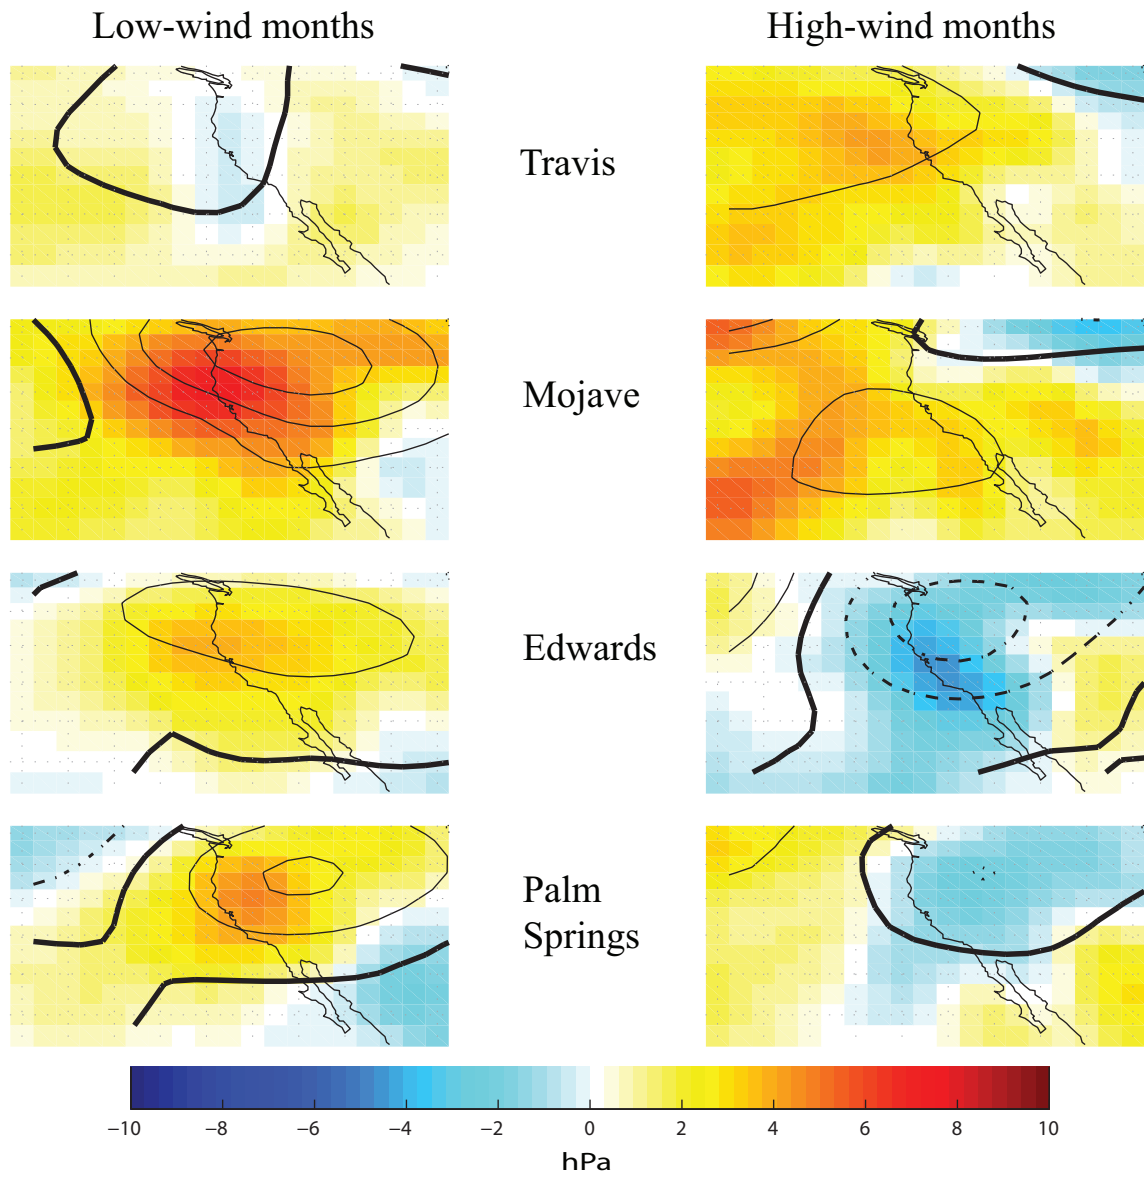 Low-wind months
High-wind months
Travis
Mojave
Edwards
Palm
Springs
−10 −8 −6 −4 −2 0 2 4 6 8 10
hPa